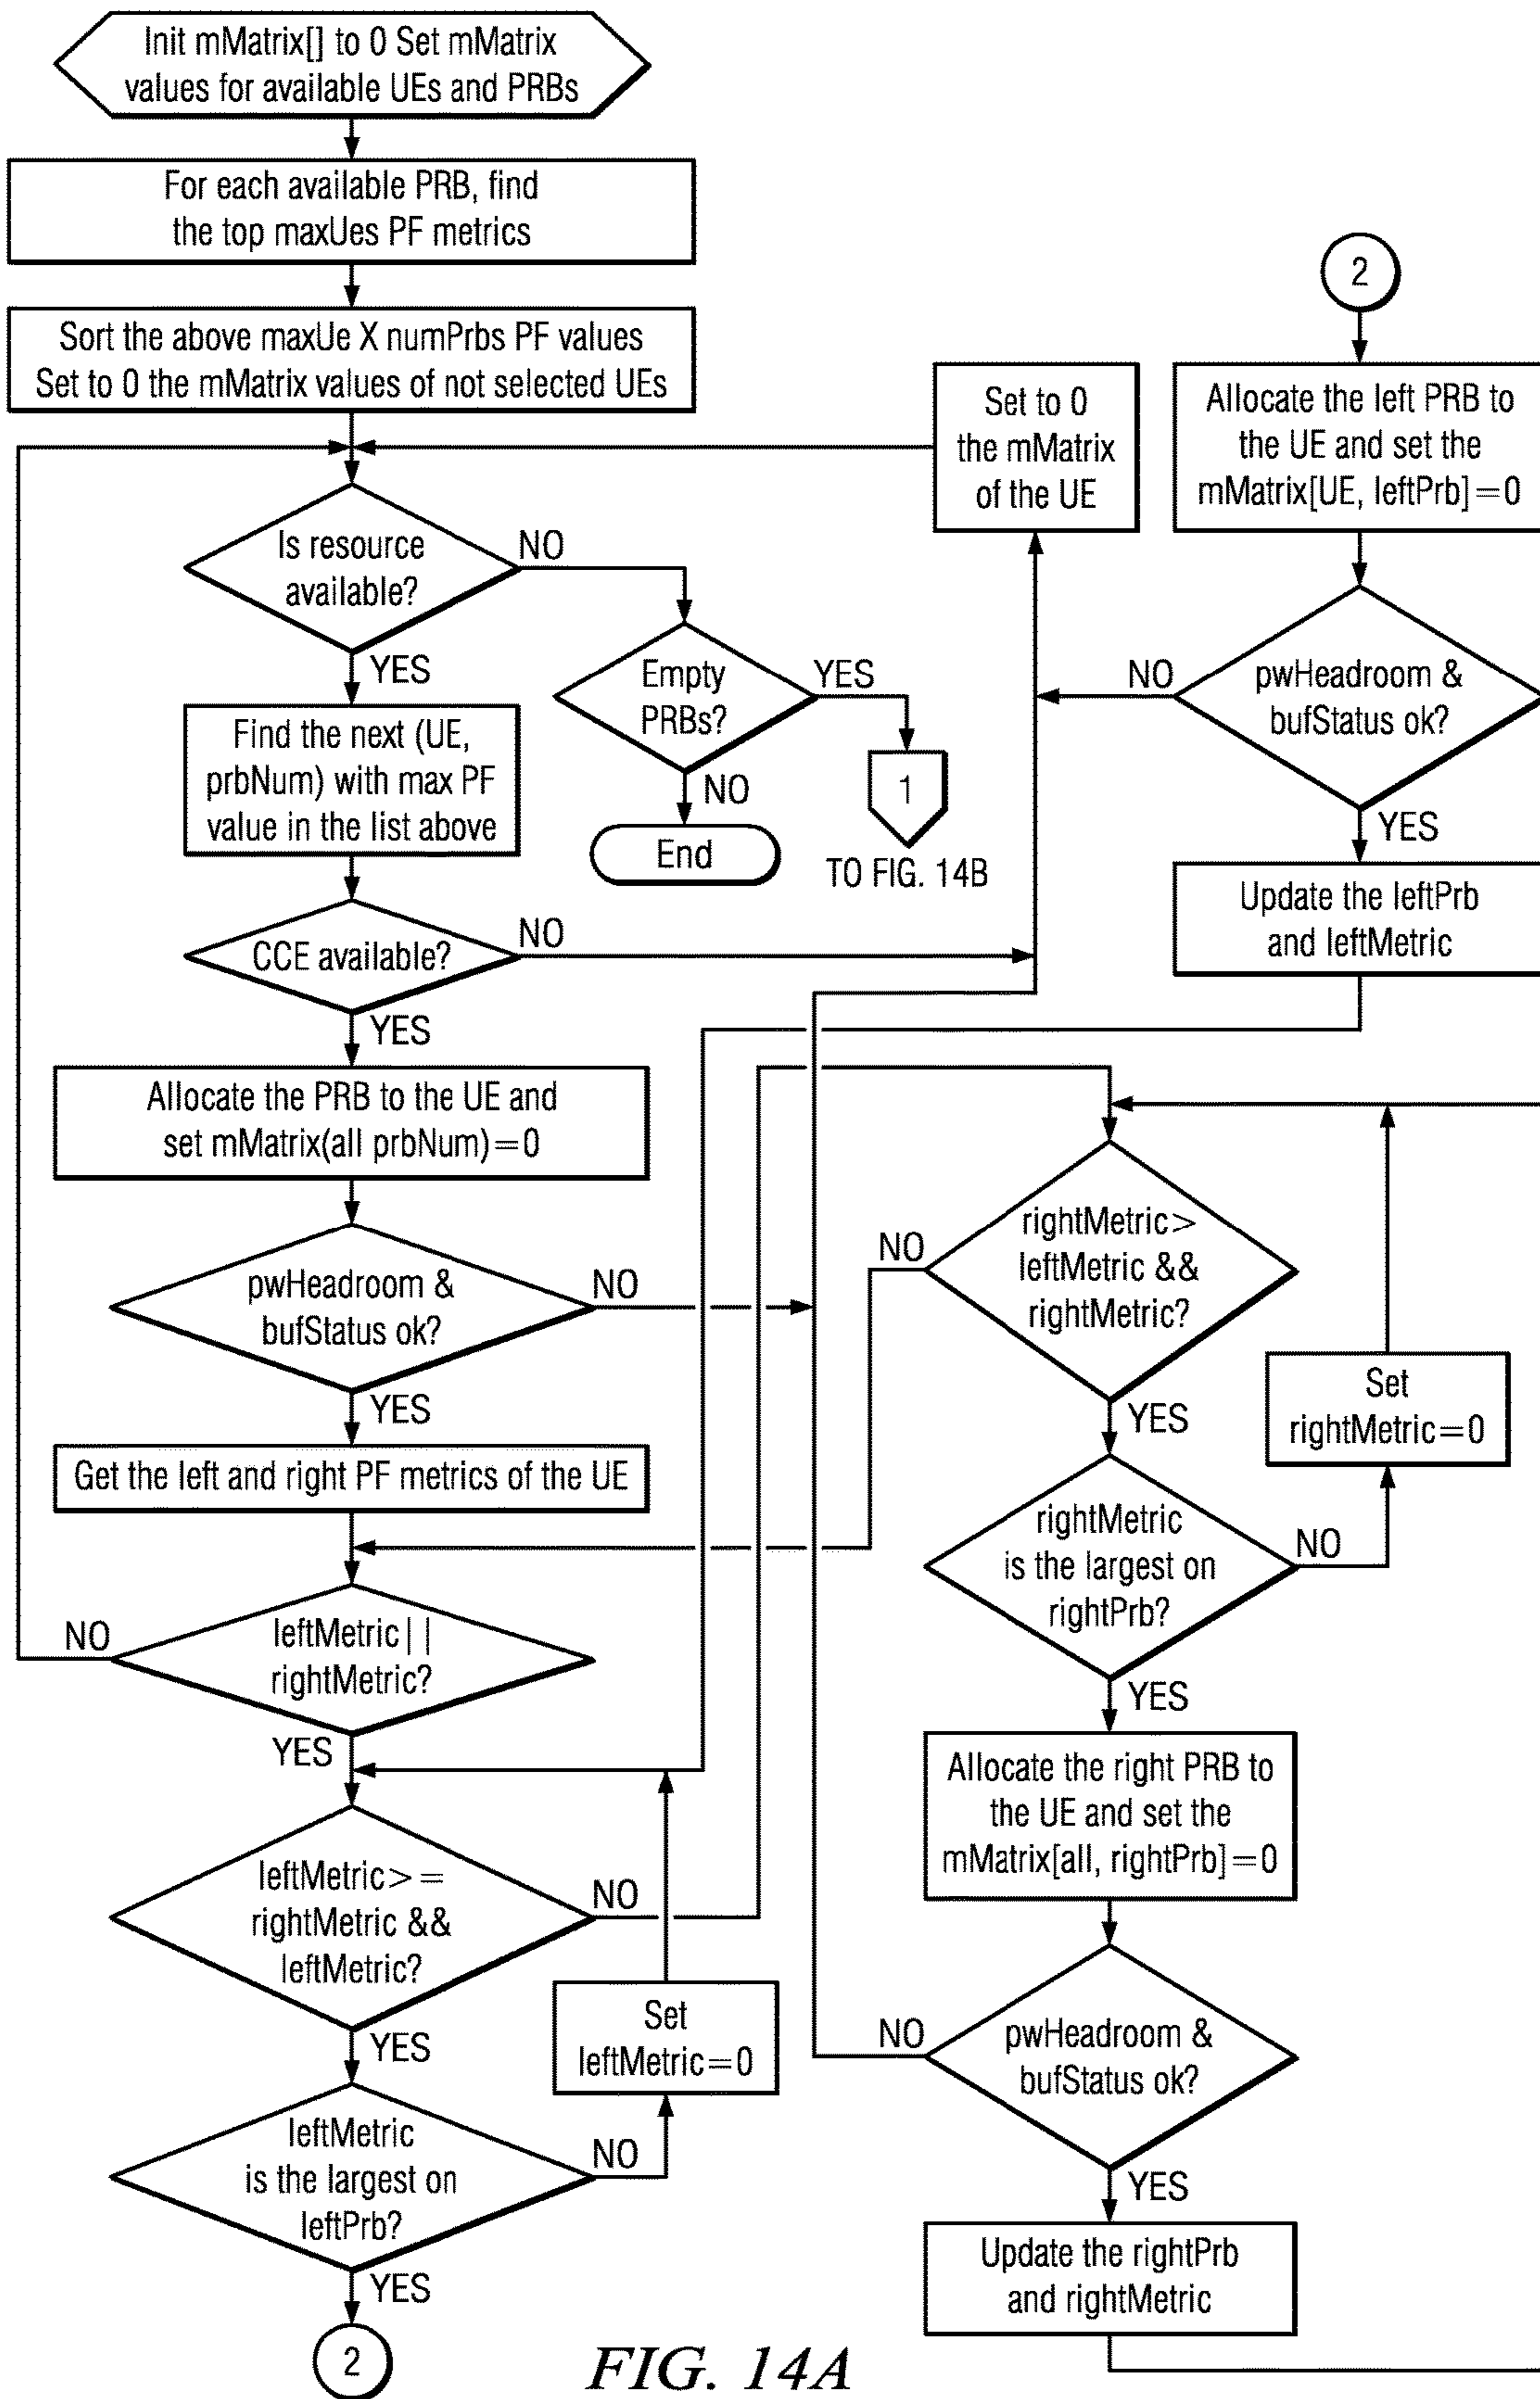 Init mMatrix[] to 0 Set mMatrix
values for available UEs and PRBs
For each available PRB, find
the top maxUes PF metrics
Sort the above maxUe X numPrbs PF values
Set to 0 the mMatrix values of not selected UEs
Is resource
available?
NO
YES
Empty
PRBs?
YES
NO
End
1
TO FIG. 14B
Find the next (UE,
prbNum) with max PF
value in the list above
CCE available?
NO
YES
Allocate the PRB to the UE and
set mMatrix(all prbNum)=0
pwHeadroom &
bufStatus ok?
NO
YES
Get the left and right PF metrics of the UE
leftMetric||
rightMetric?
NO
YES
leftMetric>=
rightMetric &&
leftMetric?
NO
YES
Set
leftMetric=0
leftMetric
is the largest on
leftPrb?
NO
YES
2
Set to 0
the mMatrix
of the UE
2
Allocate the left PRB to
the UE and set the
mMatrix[UE, leftPrb]=0
pwHeadroom &
bufStatus ok?
NO
YES
Update the leftPrb
and leftMetric
rightMetric>
leftMetric &&
rightMetric?
NO
YES
Set
rightMetric=0
rightMetric
is the largest on
rightPrb?
NO
YES
Allocate the right PRB to
the UE and set the
mMatrix[all, rightPrb]=0
pwHeadroom &
bufStatus ok?
NO
YES
Update the rightPrb
and rightMetric
FIG. 14A